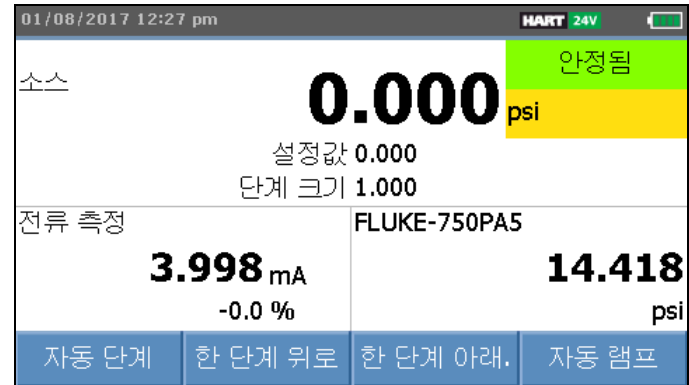 01/08/2017 12:27 pm HART 24V
안정됨
소스
0.000 psi
설정값 0.000
단계 크기 1.000
전류 측정 FLUKE-750PA5
3.998 mA 14.418
-0.0 % psi
자동 단계 한 단계 위로 한 단계 아래. 자동 램프